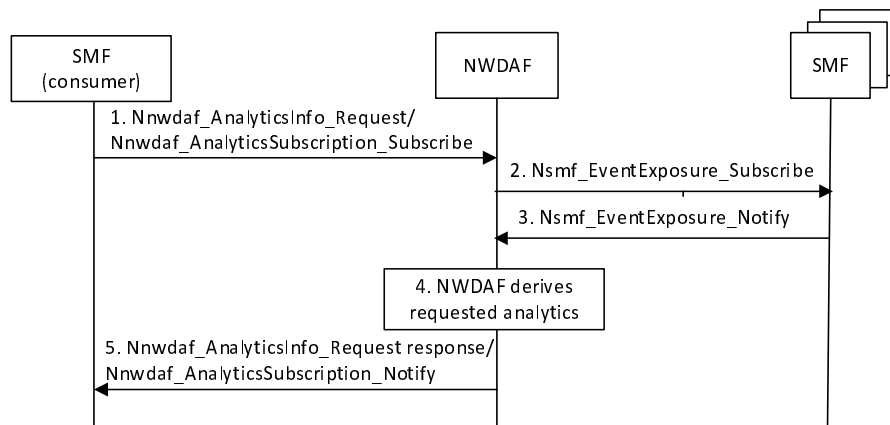 SMF
(consumer)
NWDAF
SMF
1. Nnwdaf_AnalyticsInfo_Request/
Nnwdaf_AnalyticsSubscription_Subscribe
2. Nsmf_EventExposure_Subscribe
3. Nsmf_EventExposure_Notify
4. NWDAF derives
requested analytics
5. Nnwdaf_AnalyticsInfo_Request response/
Nnwdaf_AnalyticsSubscription_Notify